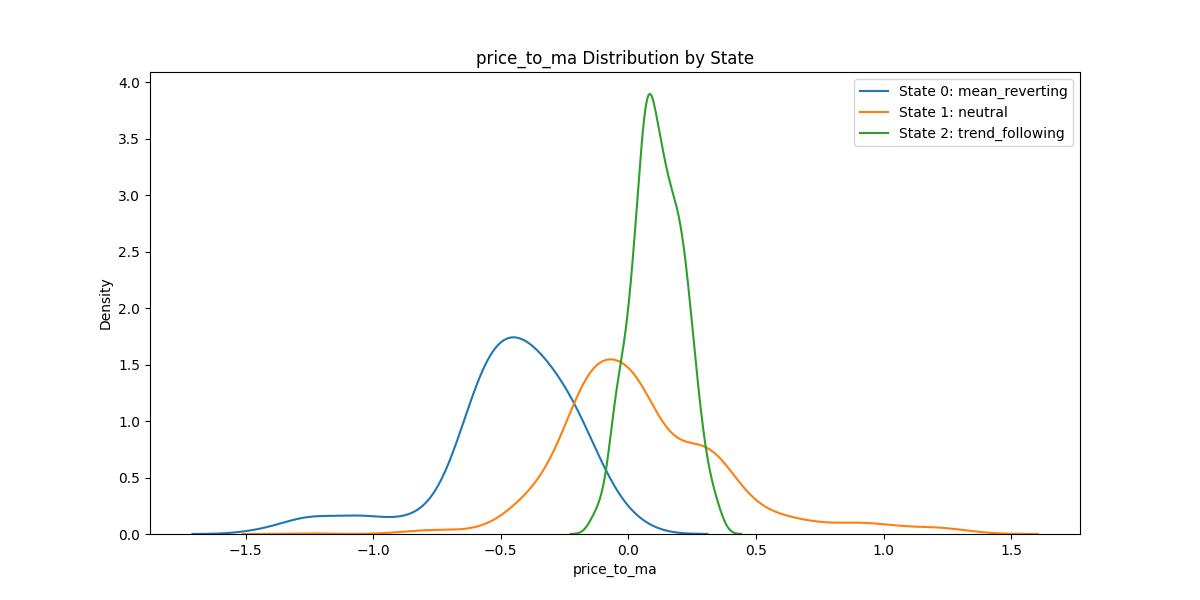 price_to_ma Distribution by State
State 0: mean_reverting
State 1: neutral
State 2: trend_following
Density
4.0
3.5
3.0
2.5
2.0
1.5
1.0
0.5
0.0
−1.5 −1.0 −0.5 0.0 0.5 1.0 1.5
price_to_ma